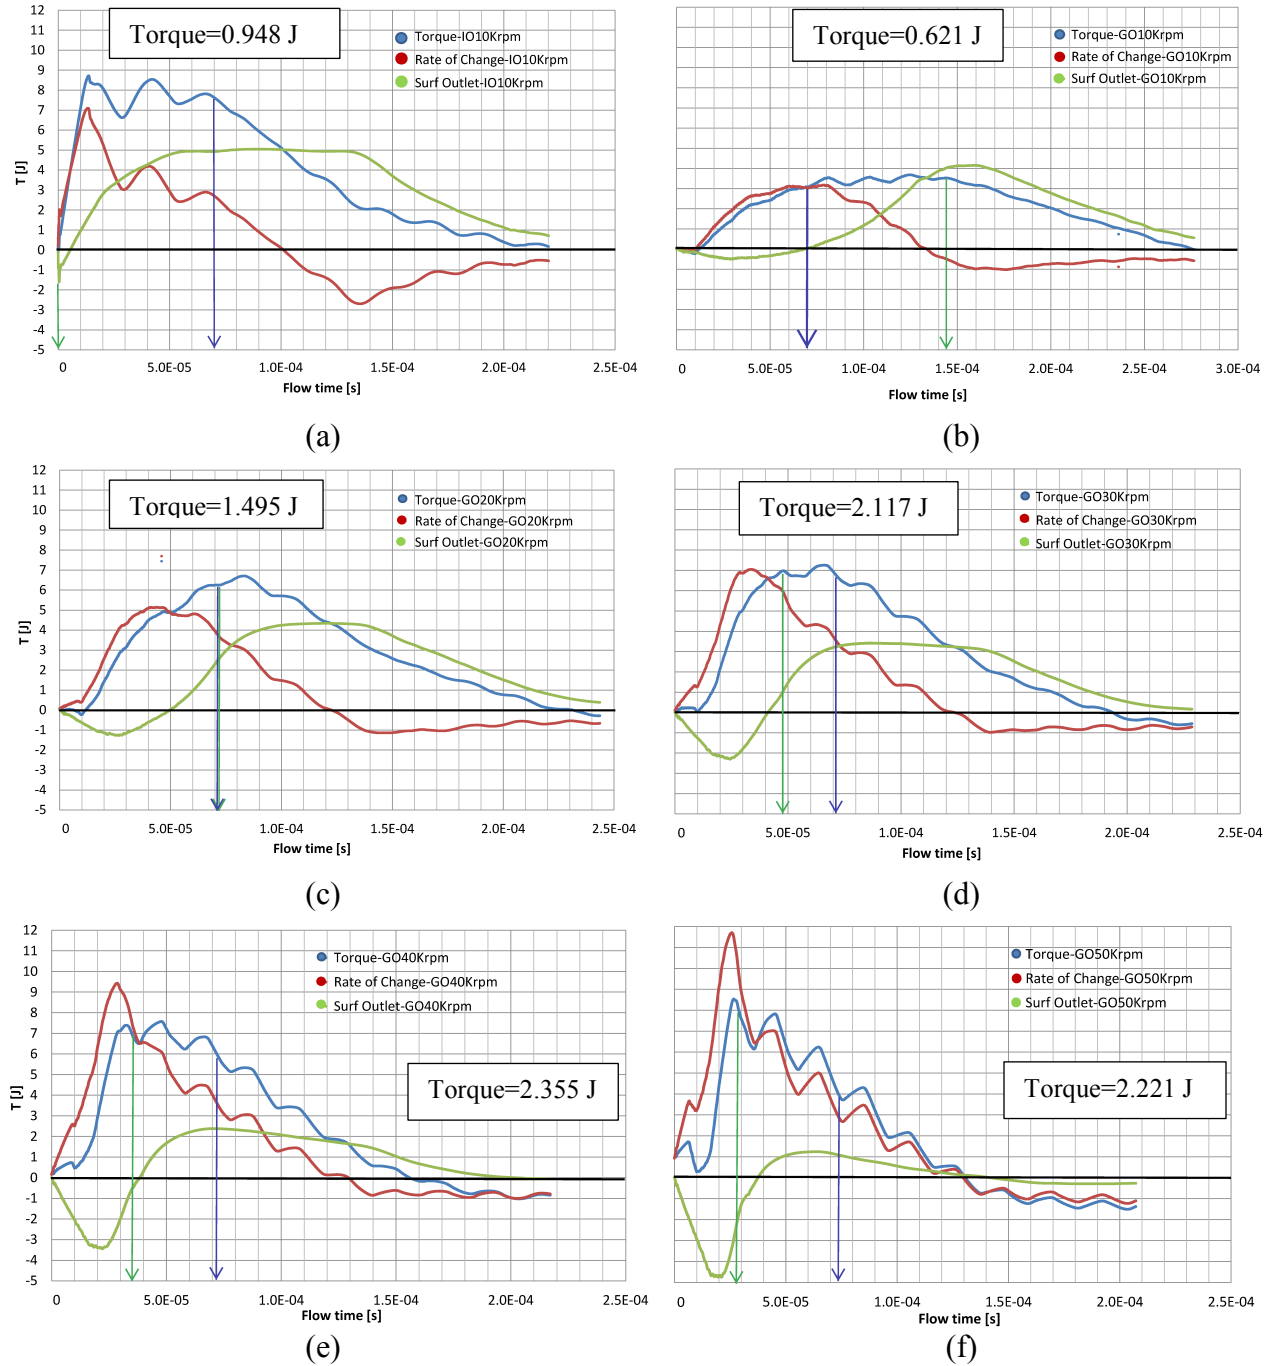 Torque=0.948 J
Torque-IO10Krpm
Rate of Change-IO10Krpm
Surf Outlet-IO10Krpm
12
11
10
9
8
7
6
5
4
3
2
1
0
-1
-2
-3
-4
-5
T [J]
0 5.0E-05 1.0E-04 1.5E-04 2.0E-04 2.5E-04
Flow time [s]
(a)
Torque=0.621 J
Torque-GO10Krpm
Rate of Change-GO10Krpm
Surf Outlet-GO10Krpm
0 5.0E-05 1.0E-04 1.5E-04 2.0E-04 2.5E-04 3.0E-04
Flow time [s]
(b)
Torque=1.495 J
Torque-GO20Krpm
Rate of Change-GO20Krpm
Surf Outlet-GO20Krpm
12
11
10
9
8
7
6
5
4
3
2
1
0
-1
-2
-3
-4
-5
T [J]
0 5.0E-05 1.0E-04 1.5E-04 2.0E-04 2.5E-04
Flow time [s]
(c)
Torque=2.117 J
Torque-GO30Krpm
Rate of Change-GO30Krpm
Surf Outlet-GO30Krpm
0 5.0E-05 1.0E-04 1.5E-04 2.0E-04 2.5E-04
Flow time [s]
(d)
Torque-GO40Krpm
Rate of Change-GO40Krpm
Surf Outlet-GO40Krpm
Torque=2.355 J
12
11
10
9
8
7
6
5
4
3
2
1
0
-1
-2
-3
-4
-5
T [J]
0 5.0E-05 1.0E-04 1.5E-04 2.0E-04 2.5E-04
Flow time [s]
(e)
Torque-GO50Krpm
Rate of Change-GO50Krpm
Surf Outlet-GO50Krpm
Torque=2.221 J
0 5.0E-05 1.0E-04 1.5E-04 2.0E-04 2.5E-04
Flow time [s]
(f)